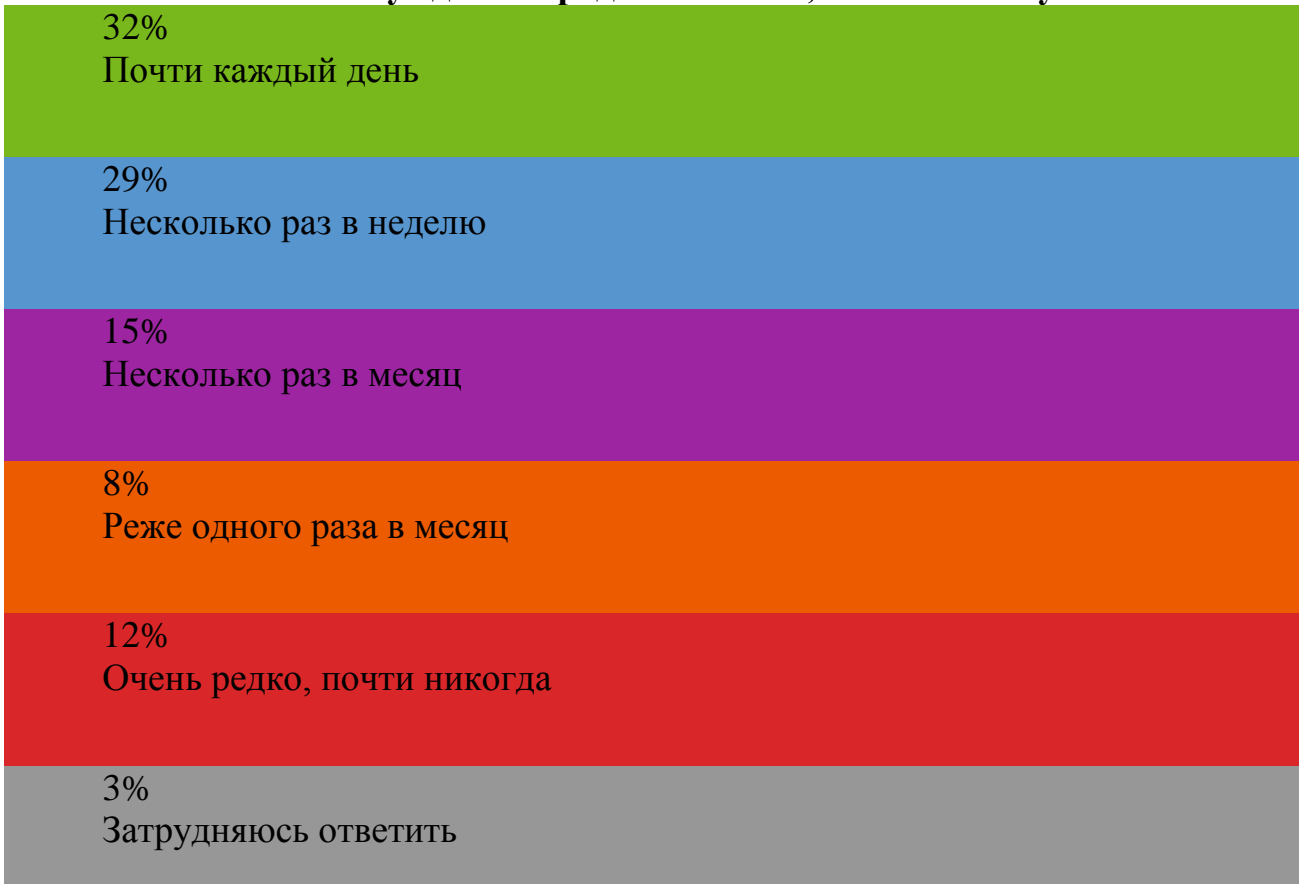 32%
Почти каждый день
29%
Несколько раз в неделю
15%
Несколько раз в месяц
8%
Реже одного раза в месяц
12%
Очень редко, почти никогда
3%
Затрудняюсь ответить